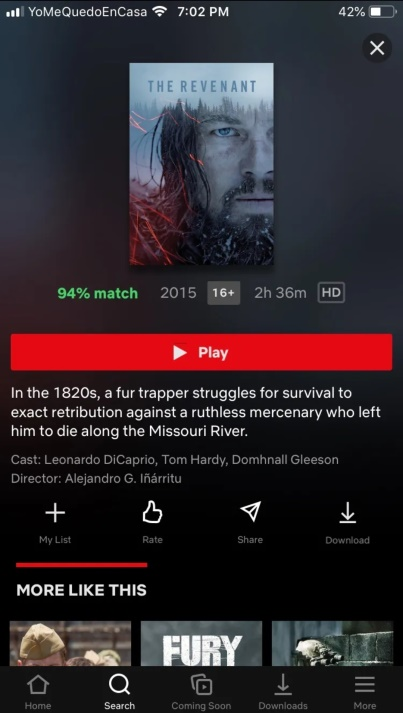 YoMeQuedoEnCasa 7:02 PM 42%
THE REVENANT
94% match 2015 16+ 2h 36m HD
Play
In the 1820s, a fur trapper struggles for survival to
exact retribution against a ruthless mercenary who left
him to die along the Missouri River.
Cast: Leonardo DiCaprio, Tom Hardy, Domhnall Gleeson
Director: Alejandro G. Iñárritu
My List Rate Share Download
MORE LIKE THIS
FURY
Home Search Coming Soon Downloads More